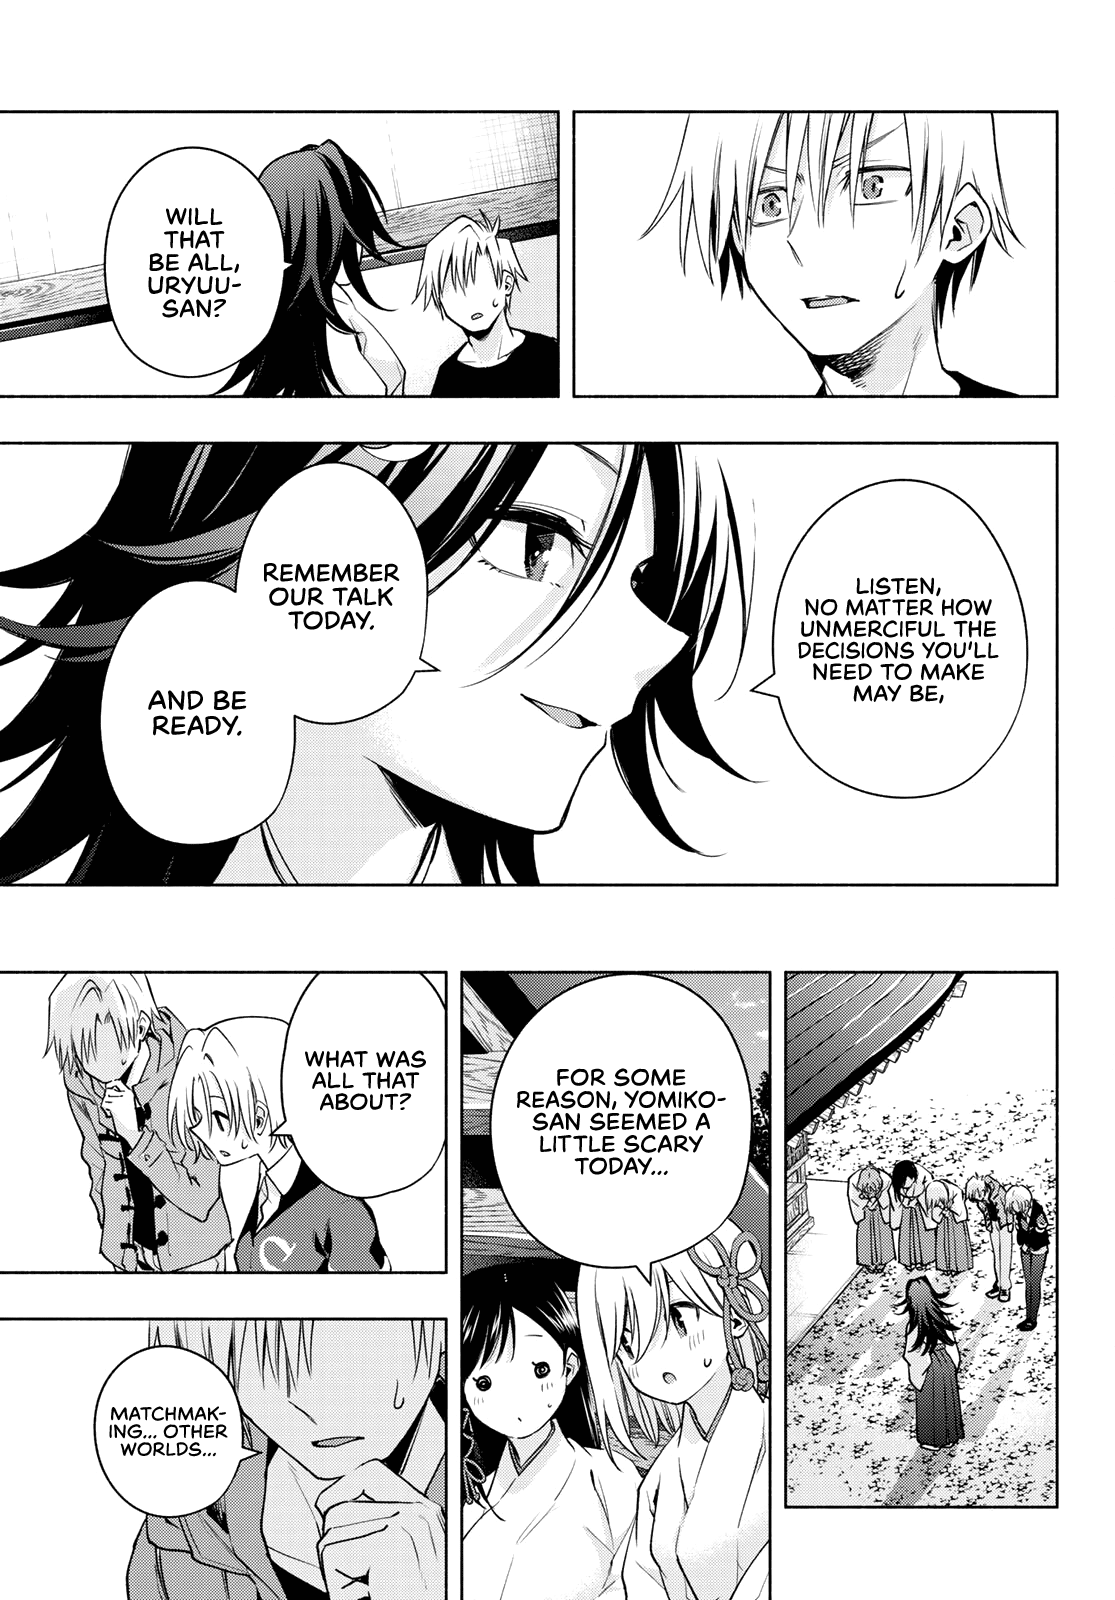 WILL
THAT
BE ALL,
URYUU-
SAN?
LISTEN,
NO MATTER HOW
UNMERCIFUL THE
DECISIONS YOU'LL
NEED TO MAKE
MAY BE,
REMEMBER
OUR TALK
TODAY.
AND BE
READY.
FOR SOME
REASON, YOMIKO-
SAN SEEMED A
LITTLE SCARY
TODAY...
WHAT WAS
ALL THAT
ABOUT?
MATCHMAK-
ING... OTHER
WORLDS...